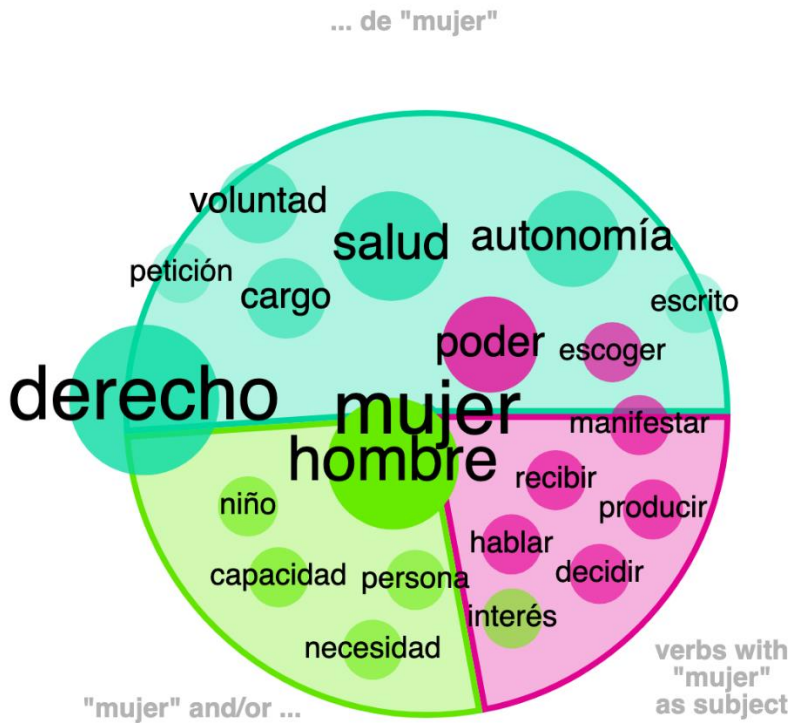 ... de "mujer"
voluntad
salud
autonomía
petición
cargo
escrito
poder
escoger
derecho
mujer
manifestar
hombre
recibir
niño
producir
hablar
capacidad
persona
decidir
interés
necesidad
verbs with
"mujer"
as subject
"mujer" and/or ...